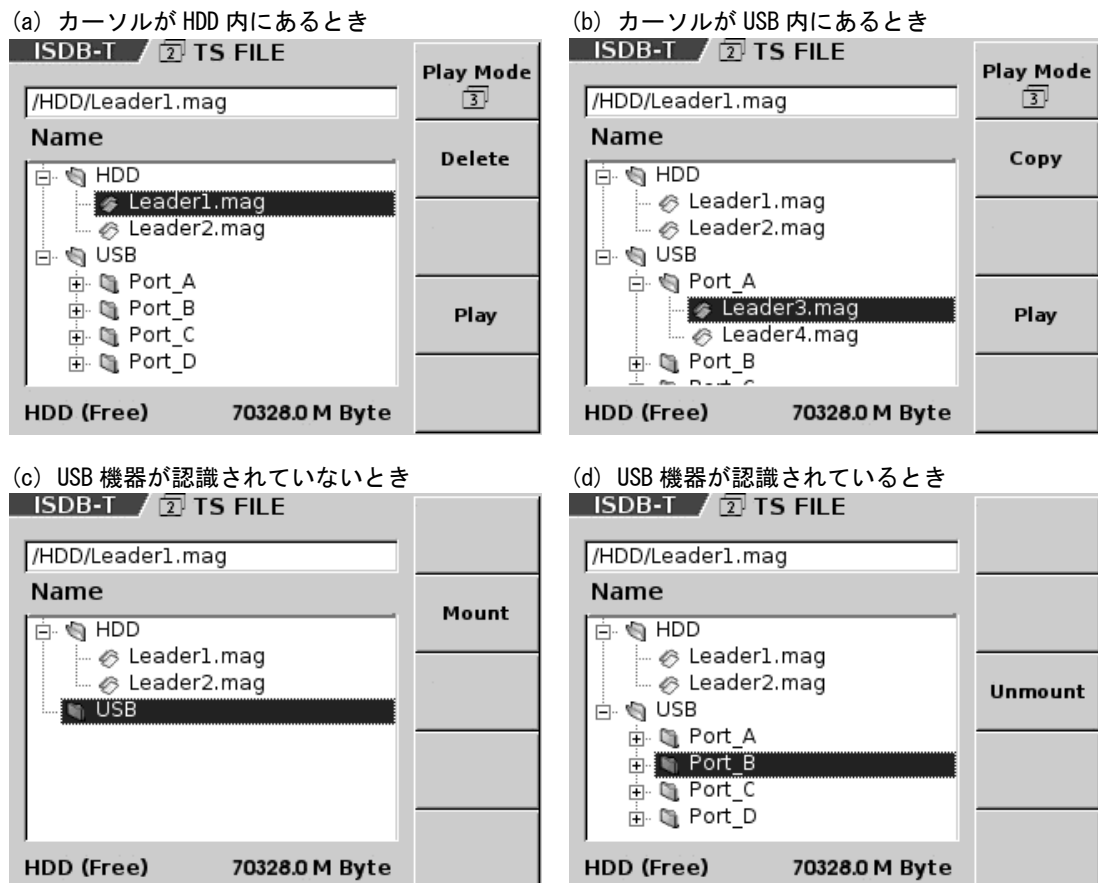 (a) カーソルが HDD 内にあるとき
ISDB-T 2 TS FILE
Play Mode
3
/HDD/Leader1.mag
Name
Delete
HDD
Leader1.mag
Leader2.mag
USB
Port_A
Port_B
Play
Port_C
Port_D
HDD (Free) 70328.0 M Byte
(b) カーソルが USB 内にあるとき
ISDB-T 2 TS FILE
Play Mode
3
/HDD/Leader1.mag
Name
Copy
HDD
Leader1.mag
Leader2.mag
USB
Port_A
Leader3.mag
Play
Leader4.mag
Port_B
HDD (Free) 70328.0 M Byte
(c) USB 機器が認識されていないとき
ISDB-T 2 TS FILE
/HDD/Leader1.mag
Name
Mount
HDD
Leader1.mag
Leader2.mag
USB
HDD (Free) 70328.0 M Byte
(d) USB 機器が認識されているとき
ISDB-T 2 TS FILE
/HDD/Leader1.mag
Name
HDD
Leader1.mag
Leader2.mag
Unmount
USB
Port_A
Port_B
Port_C
Port_D
HDD (Free) 70328.0 M Byte